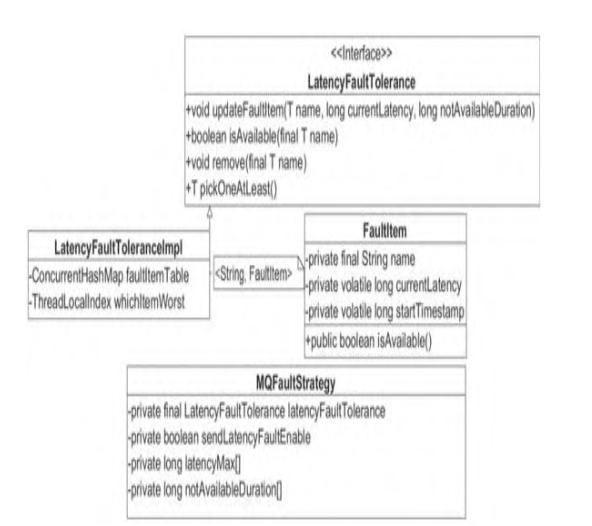 <<Interface>>
LatencyFaultTolerance
+void updateFaultItem(T name, long currentLatency, long notAvailableDuration)
+boolean isAvailable(final T name)
+void remove(final T name)
+T pickOneAtLeast()
LatencyFaultToleranceImpl
-ConcurrentHashMap faultItemTable
-ThreadLocalIndex whichItemWorst
<String, FaultItem>
FaultItem
-private final String name
-private volatile long currentLatency
-private volatile long startTimestamp
+public boolean isAvailable()
MQFaultStrategy
-private final LatencyFaultTolerance latencyFaultTolerance
-private boolean sendLatencyFaultEnable
-private long latencyMax[]
-private long notAvailableDuration[]